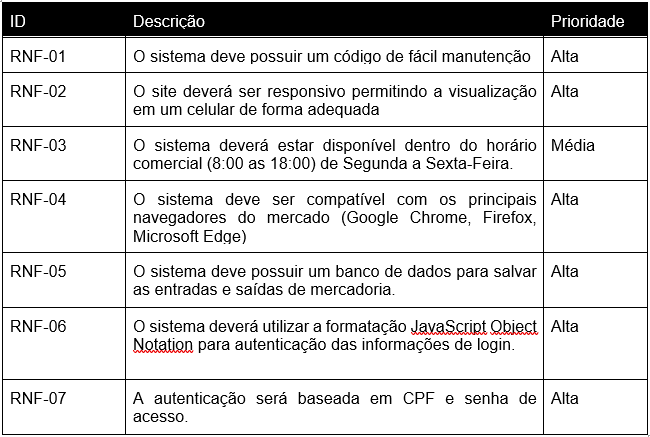 ID Descrição Prioridade
RNF-01 O sistema deve possuir um código de fácil manutenção Alta
RNF-02 O site deverá ser responsivo permitindo a visualização Alta
em um celular de forma adequada
RNF-03 O sistema deverá estar disponível dentro do horário Média
comercial (8:00 as 18:00) de Segunda a Sexta-Feira.
RNF-04 O sistema deve ser compatível com os principais Alta
navegadores do mercado (Google Chrome, Firefox,
Microsoft Edge)
RNF-05 O sistema deve possuir um banco de dados para salvar Alta
as entradas e saídas de mercadoria.
RNF-06 O sistema deverá utilizar a formatação JavaScript Object Alta
Notation para autenticação das informações de login.
RNF-07 A autenticação será baseada em CPF e senha de Alta
acesso.